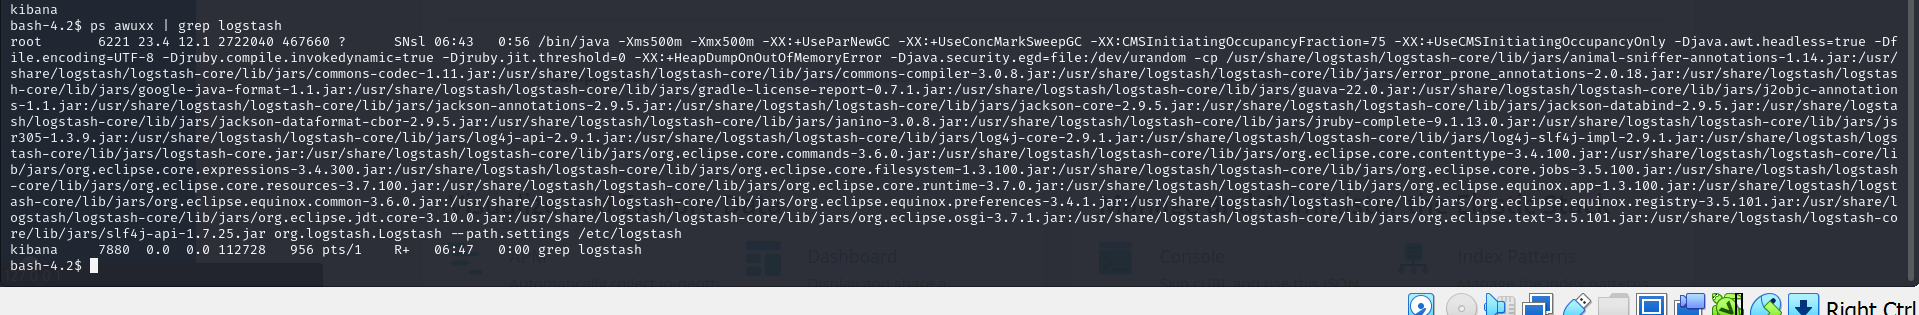 kibana
bash-4.2$ ps awuxx | grep logstash
root      6221 23.4 12.1 2722040 467660 ?      SNsl 06:43   0:56 /bin/java -Xms500m -Xmx500m -XX:+UseParNewGC -XX:+UseConcMarkSweepGC -XX:CMSInitiatingOccupancyFraction=75 -XX:+UseCMSInitiatingOccupancyOnly -Djava.awt.headless=true -Df
ile.encoding=UTF-8 -Djruby.compile.invokedynamic=true -Djruby.jit.threshold=0 -XX:+HeapDumpOnOutOfMemoryError -Djava.security.egd=file:/dev/urandom -cp /usr/share/logstash/logstash-core/lib/jars/animal-sniffer-annotations-1.14.jar:/usr/
share/logstash/logstash-core/lib/jars/commons-codec-1.11.jar:/usr/share/logstash/logstash-core/lib/jars/commons-compiler-3.0.8.jar:/usr/share/logstash/logstash-core/lib/jars/error_prone_annotations-2.0.18.jar:/usr/share/logstash/logstas
h-core/lib/jars/google-java-format-1.1.jar:/usr/share/logstash/logstash-core/lib/jars/gradle-license-report-0.7.1.jar:/usr/share/logstash/logstash-core/lib/jars/guava-22.0.jar:/usr/share/logstash/logstash-core/lib/jars/j2objc-annotation
s-1.1.jar:/usr/share/logstash/logstash-core/lib/jars/jackson-annotations-2.9.5.jar:/usr/share/logstash/logstash-core/lib/jars/jackson-core-2.9.5.jar:/usr/share/logstash/logstash-core/lib/jars/jackson-databind-2.9.5.jar:/usr/share/logsta
sh/logstash-core/lib/jars/jackson-dataformat-cbor-2.9.5.jar:/usr/share/logstash/logstash-core/lib/jars/janino-3.0.8.jar:/usr/share/logstash/logstash-core/lib/jars/jruby-complete-9.1.13.0.jar:/usr/share/logstash/logstash-core/lib/jars/js
r305-1.3.9.jar:/usr/share/logstash/logstash-core/lib/jars/log4j-api-2.9.1.jar:/usr/share/logstash/logstash-core/lib/jars/log4j-core-2.9.1.jar:/usr/share/logstash/logstash-core/lib/jars/log4j-slf4j-impl-2.9.1.jar:/usr/share/logstash/logs
tash-core/lib/jars/logstash-core.jar:/usr/share/logstash/logstash-core/lib/jars/org.eclipse.core.commands-3.6.0.jar:/usr/share/logstash/logstash-core/lib/jars/org.eclipse.core.contenttype-3.4.100.jar:/usr/share/logstash/logstash-core/li
b/jars/org.eclipse.core.expressions-3.4.300.jar:/usr/share/logstash/logstash-core/lib/jars/org.eclipse.core.filesystem-1.3.100.jar:/usr/share/logstash/logstash-core/lib/jars/org.eclipse.core.jobs-3.5.100.jar:/usr/share/logstash/logstash
-core/lib/jars/org.eclipse.core.resources-3.7.100.jar:/usr/share/logstash/logstash-core/lib/jars/org.eclipse.core.runtime-3.7.0.jar:/usr/share/logstash/logstash-core/lib/jars/org.eclipse.equinox.app-1.3.100.jar:/usr/share/logstash/logst
ash-core/lib/jars/org.eclipse.equinox.common-3.6.0.jar:/usr/share/logstash/logstash-core/lib/jars/org.eclipse.equinox.preferences-3.4.1.jar:/usr/share/logstash/logstash-core/lib/jars/org.eclipse.equinox.registry-3.5.101.jar:/usr/share/l
ogstash/logstash-core/lib/jars/org.eclipse.jdt.core-3.10.0.jar:/usr/share/logstash/logstash-core/lib/jars/org.eclipse.osgi-3.7.1.jar:/usr/share/logstash/logstash-core/lib/jars/org.eclipse.text-3.5.101.jar:/usr/share/logstash/logstash-co
re/lib/jars/slf4j-api-1.7.25.jar org.logstash.Logstash --path.settings /etc/logstash
kibana    7880  0.0  0.0 112728   956 pts/1    R+   06:47   0:00 grep logstash
bash-4.2$
Dashboard
Console
Index Patterns
Right Ctrl